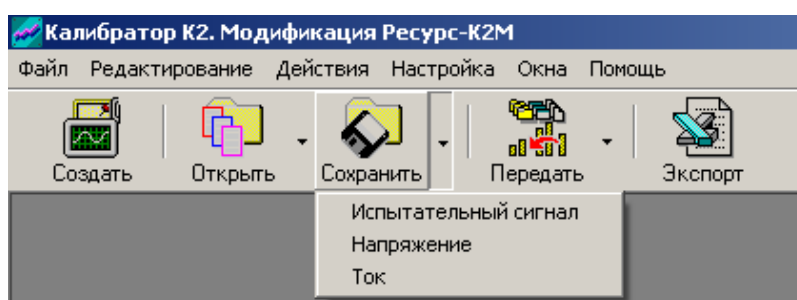 Калибратор К2. Модификация Ресурс-К2М
Файл Редактирование Действия Настройка Окна Помощь
Создать Открыть Сохранить Передать Экспорт
Испытательный сигнал
Напряжение
Ток